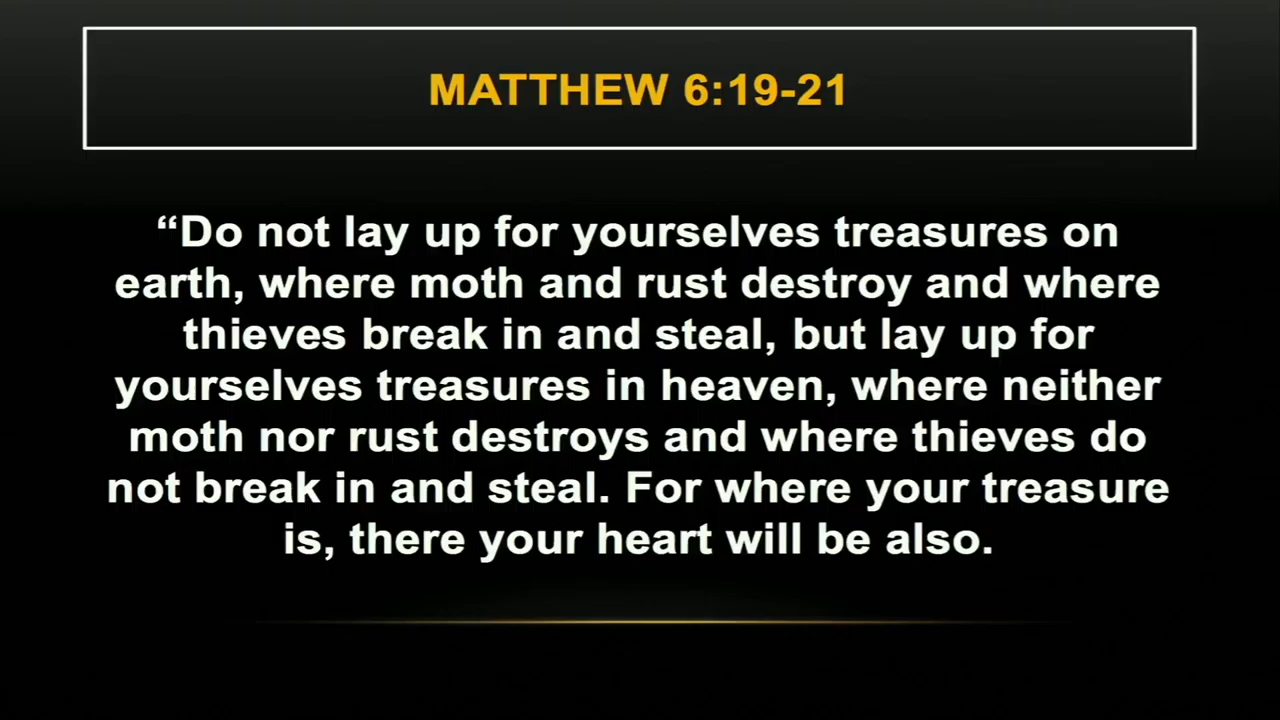 MATTHEW 6:19-21
“Do not lay up for yourselves treasures on
earth, where moth and rust destroy and where
thieves break in and steal, but lay up for
yourselves treasures in heaven, where neither
moth nor rust destroys and where thieves do
not break in and steal. For where your treasure
is, there your heart will be also.